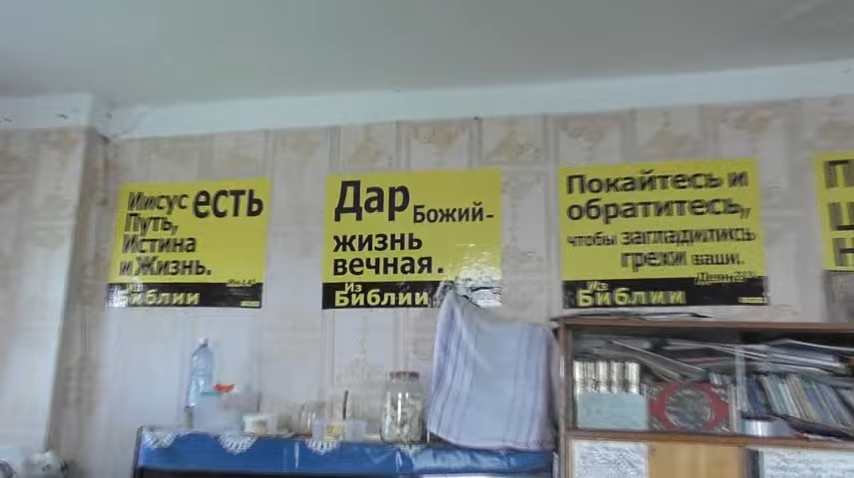 Иисус есть
Путь,
Истина
и Жизнь.
Из
Библии
Дар Божий-
жизнь
вечная.
Из
Библии
Покайтесь и
обратитесь,
чтобы загладились
грехи ваши.
Из
Библии